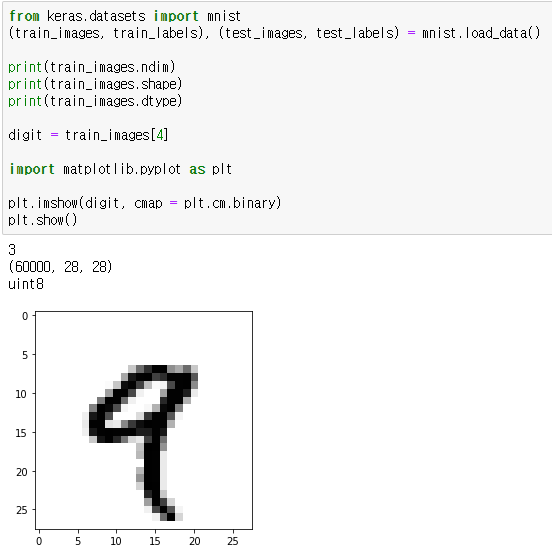 from keras.datasets import mnist
(train_images, train_labels), (test_images, test_labels) = mnist.load_data()
print(train_images.ndim)
print(train_images.shape)
print(train_images.dtype)
digit = train_images[4]
import matplotlib.pyplot as plt
plt.imshow(digit, cmap = plt.cm.binary)
plt.show()
3
(60000, 28, 28)
uint8
0
5
10
15
20
25
0 5 10 15 20 25